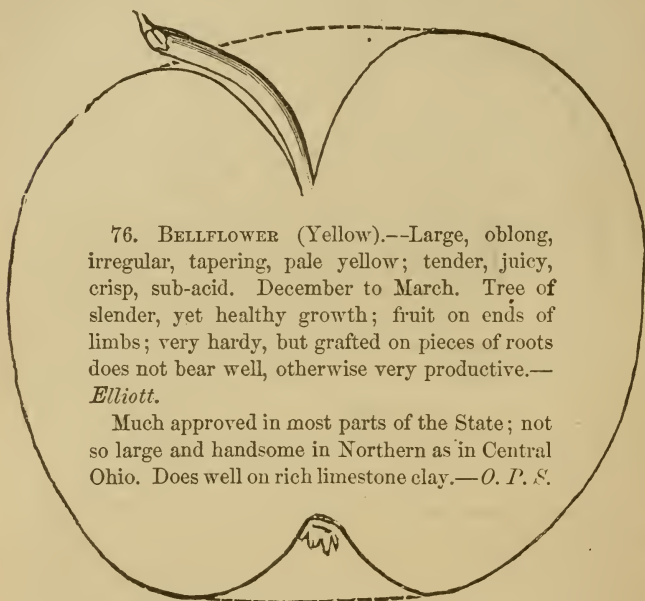 76. BELLFLOWER (Yellow).--Large, oblong,
irregular, tapering, pale yellow; tender, juicy,
crisp, sub-acid. December to March. Tree of
slender, yet healthy growth; fruit on ends of
limbs; very hardy, but grafted on pieces of roots
does not bear well, otherwise very productive.—
Elliott.
Much approved in most parts of the State; not
so large and handsome in Northern as in Central
Ohio. Does well on rich limestone clay.—O. P. S.